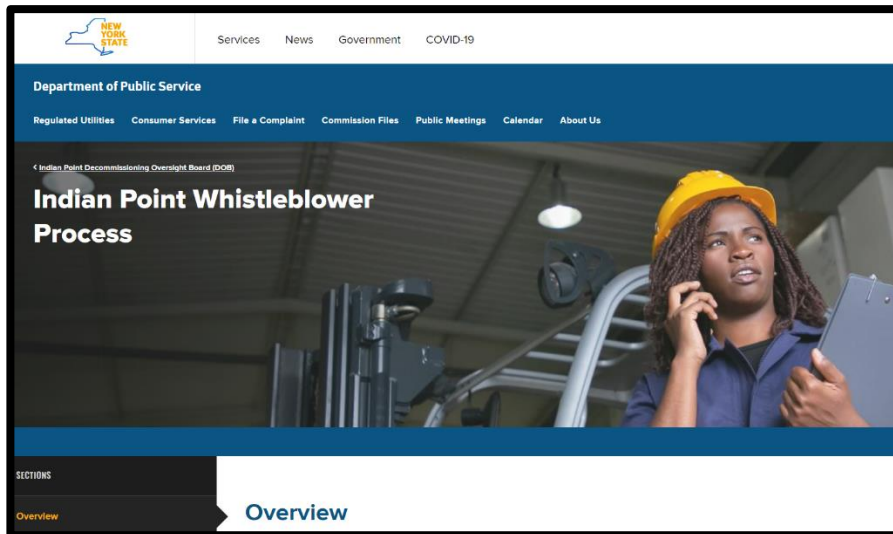 NEW
YORK
STATE
Services News Government COVID-19
Department of Public Service
Regulated Utilities Consumer Services File a Complaint Commission Files Public Meetings Calendar About Us
< Indian Point Decommissioning Oversight Board (DOB)
Indian Point Whistleblower
Process
SECTIONS
Overview
Overview